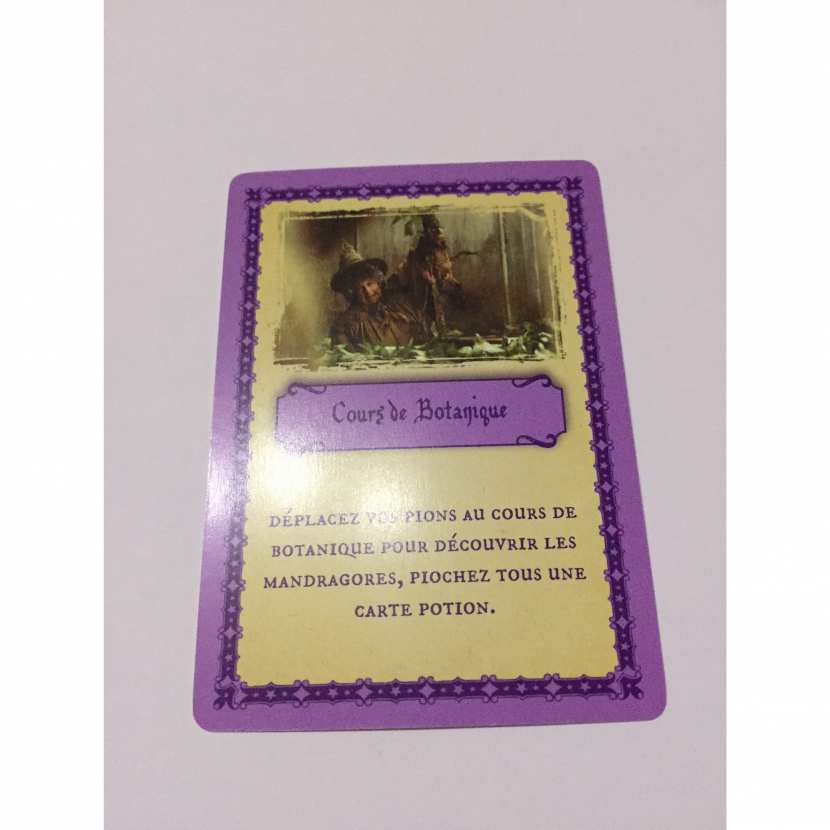 Cours de Botanique
DÉPLACEZ VOS PIONS AU COURS DE
BOTANIQUE POUR DÉCOUVRIR LES
MANDRAGORES, PIOCHEZ TOUS UNE
CARTE POTION.